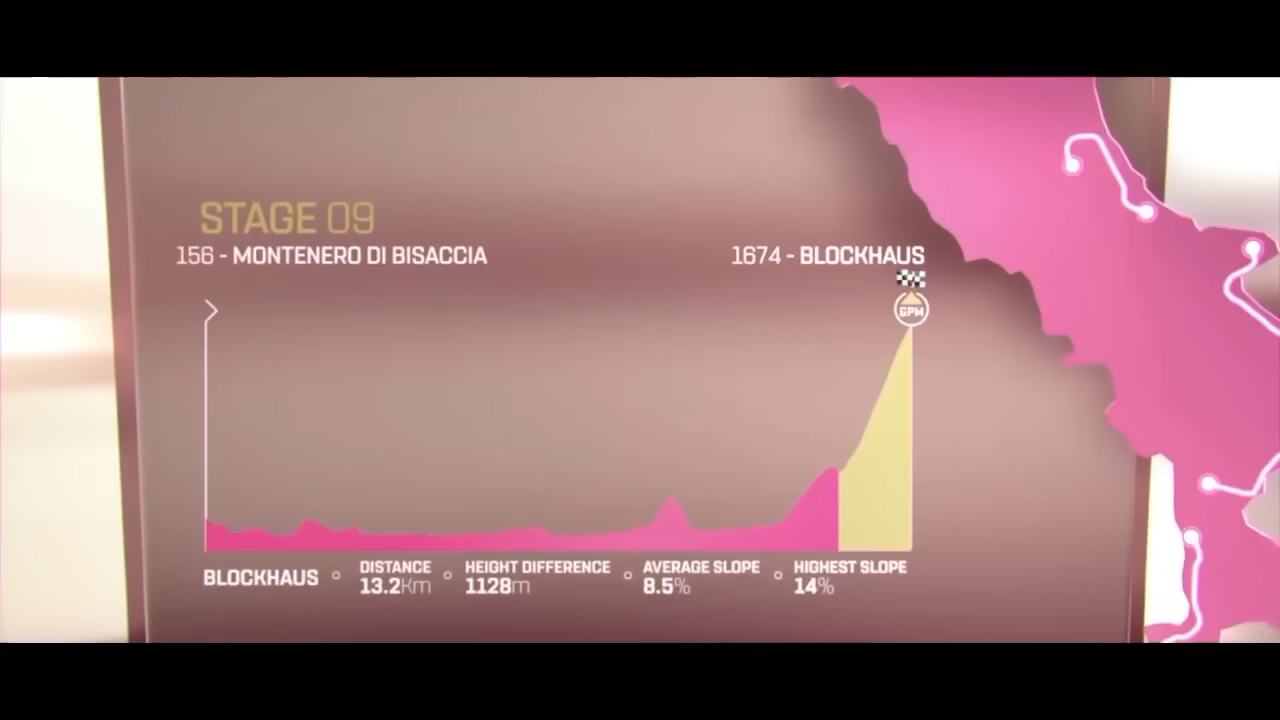 STAGE 09
156 - MONTENERO DI BISACCIA
1674 - BLOCKHAUS
GPM
BLOCKHAUS
DISTANCE
13.2Km
HEIGHT DIFFERENCE
1128m
AVERAGE SLOPE
8.5%
HIGHEST SLOPE
14%